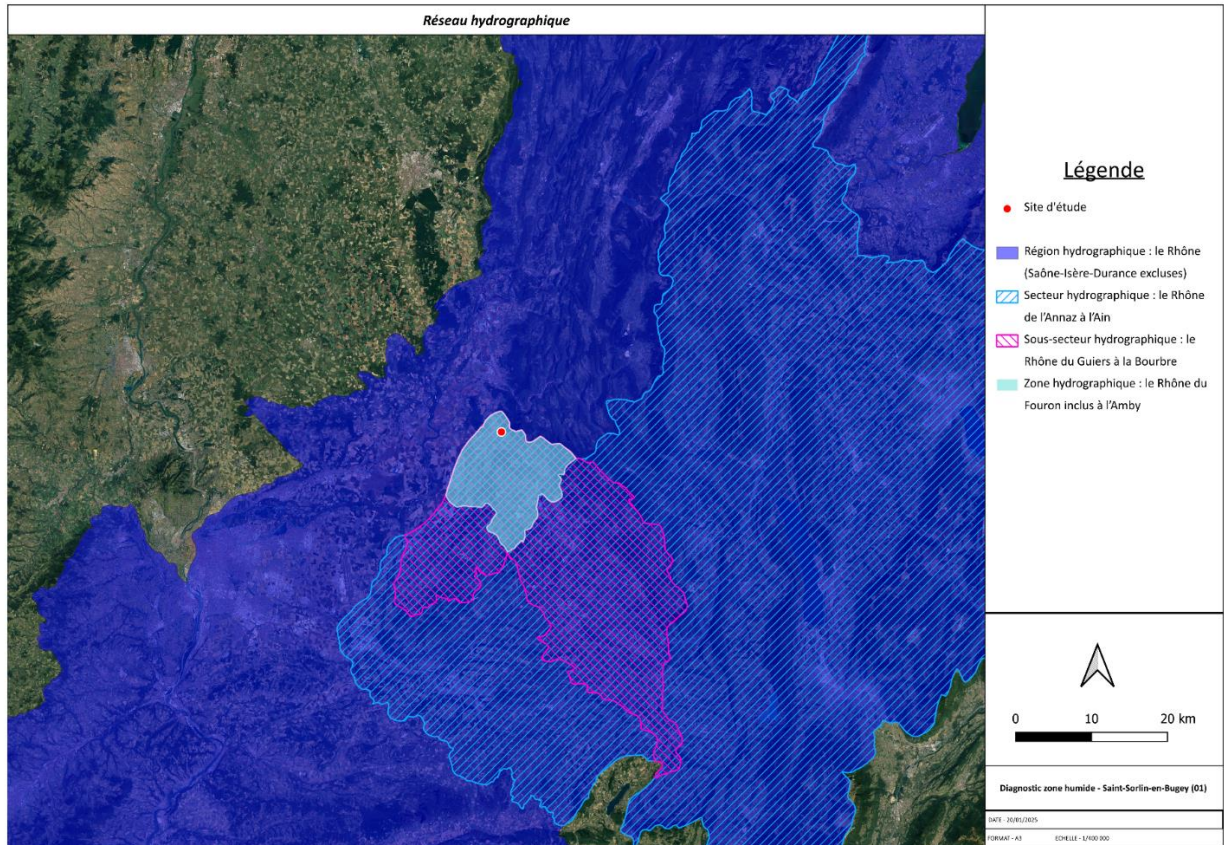 Réseau hydrographique
Légende
Site d'étude
Région hydrographique : le Rhône
(Saône-Isère-Durance excluses)
Secteur hydrographique : le Rhône
de l'Annaz à l'Ain
Sous-secteur hydrographique : le
Rhône du Guiers à la Bourbre
Zone hydrographique : le Rhône du
Fouron inclus à l'Amby
0 10 20 km
Diagnostic zone humide - Saint-Sorlin-en-Bugey (01)
DATE - 20/01/2025
FORMAT - A3 ECHELLE - 1/400 000